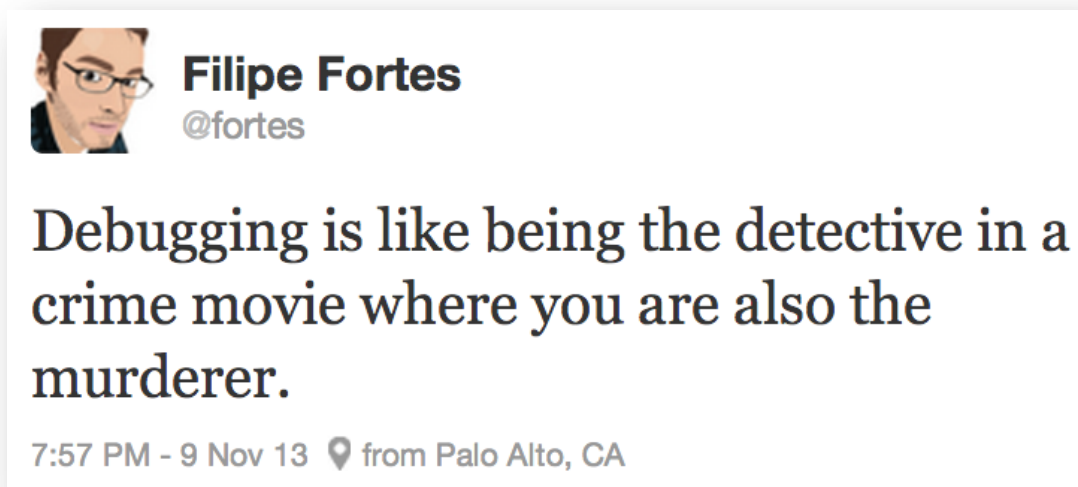 Filipe Fortes
@fortes
Debugging is like being the detective in a
crime movie where you are also the
murderer.
7:57 PM - 9 Nov 13 from Palo Alto, CA